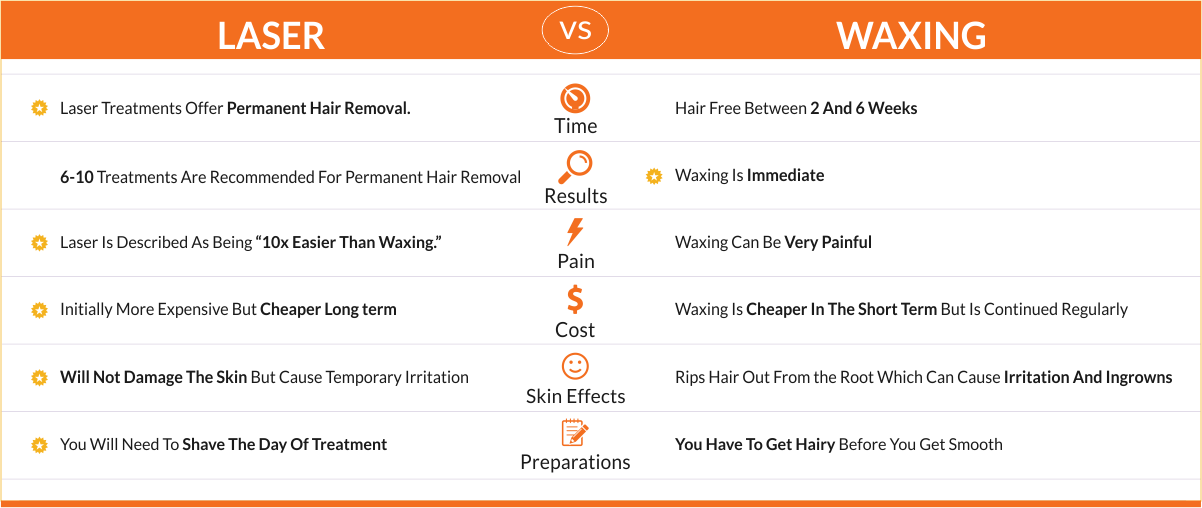 LASER VS WAXING
Laser Treatments Offer Permanent Hair Removal.
Time
Hair Free Between 2 And 6 Weeks
6-10 Treatments Are Recommended For Permanent Hair Removal
Results
Waxing Is Immediate
Laser Is Described As Being “10x Easier Than Waxing.”
Pain
Waxing Can Be Very Painful
Initially More Expensive But Cheaper Long term
Cost
Waxing Is Cheaper In The Short Term But Is Continued Regularly
Will Not Damage The Skin But Cause Temporary Irritation
Skin Effects
Rips Hair Out From the Root Which Can Cause Irritation And Ingrowns
You Will Need To Shave The Day Of Treatment
Preparations
You Have To Get Hairy Before You Get Smooth